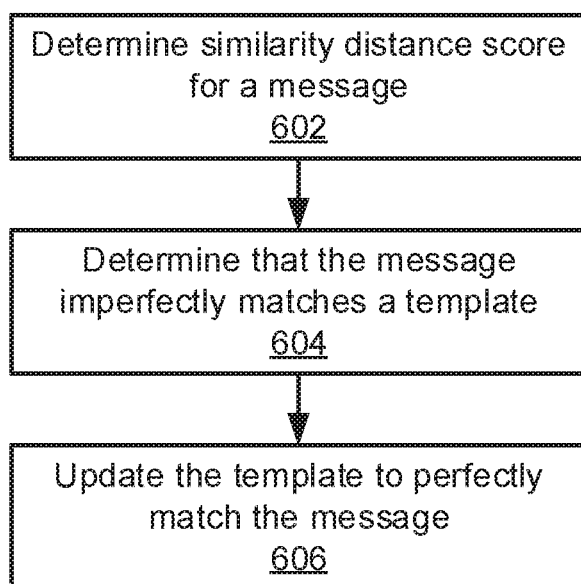 Determine similarity distance score
for a message
602
Determine that the message
imperfectly matches a template
604
Update the template to perfectly
match the message
606